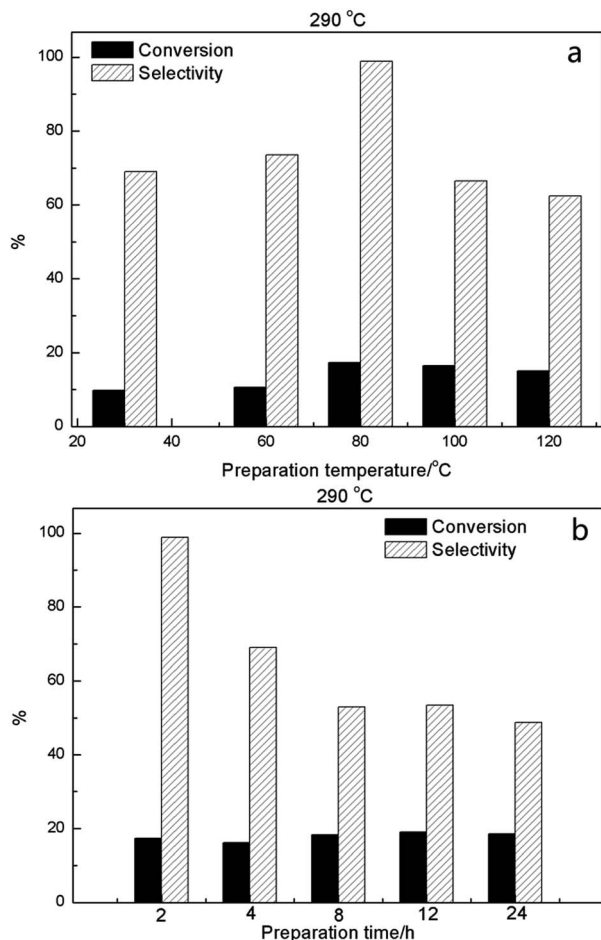 290 °C
Conversion
Selectivity
a
100
80
60
40
20
0
%
20 40 60 80 100 120
Preparation temperature/°C
290 °C
Conversion
Selectivity
b
100
80
60
40
20
0
%
2 4 8 12 24
Preparation time/h